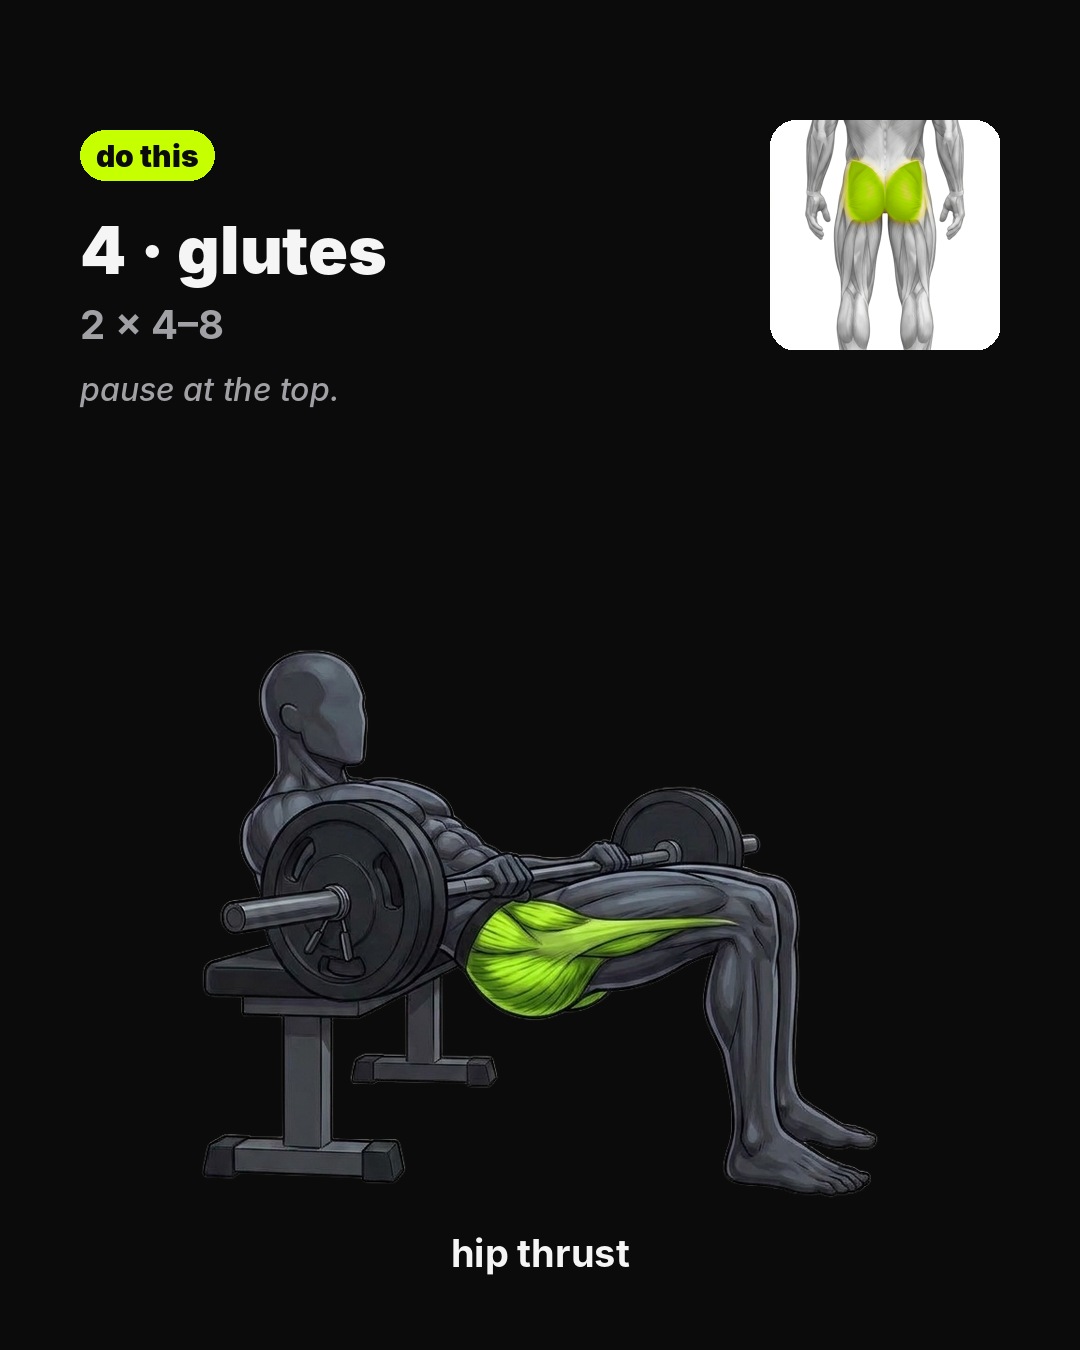 do this
4 · glutes
2 × 4–8
pause at the top.
hip thrust